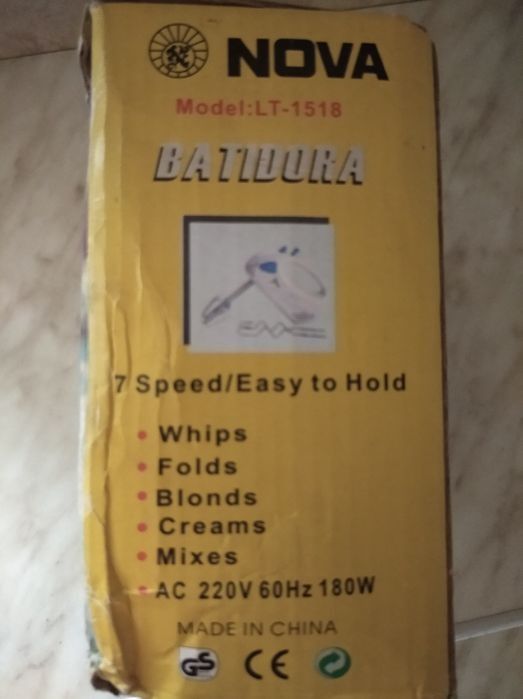 NOVA
Model:LT-1518
BATIDORA
7 Speed/Easy to Hold
• Whips
• Folds
• Blonds
• Creams
• Mixes
• AC 220V 60Hz 180W
MADE IN CHINA
GS CE